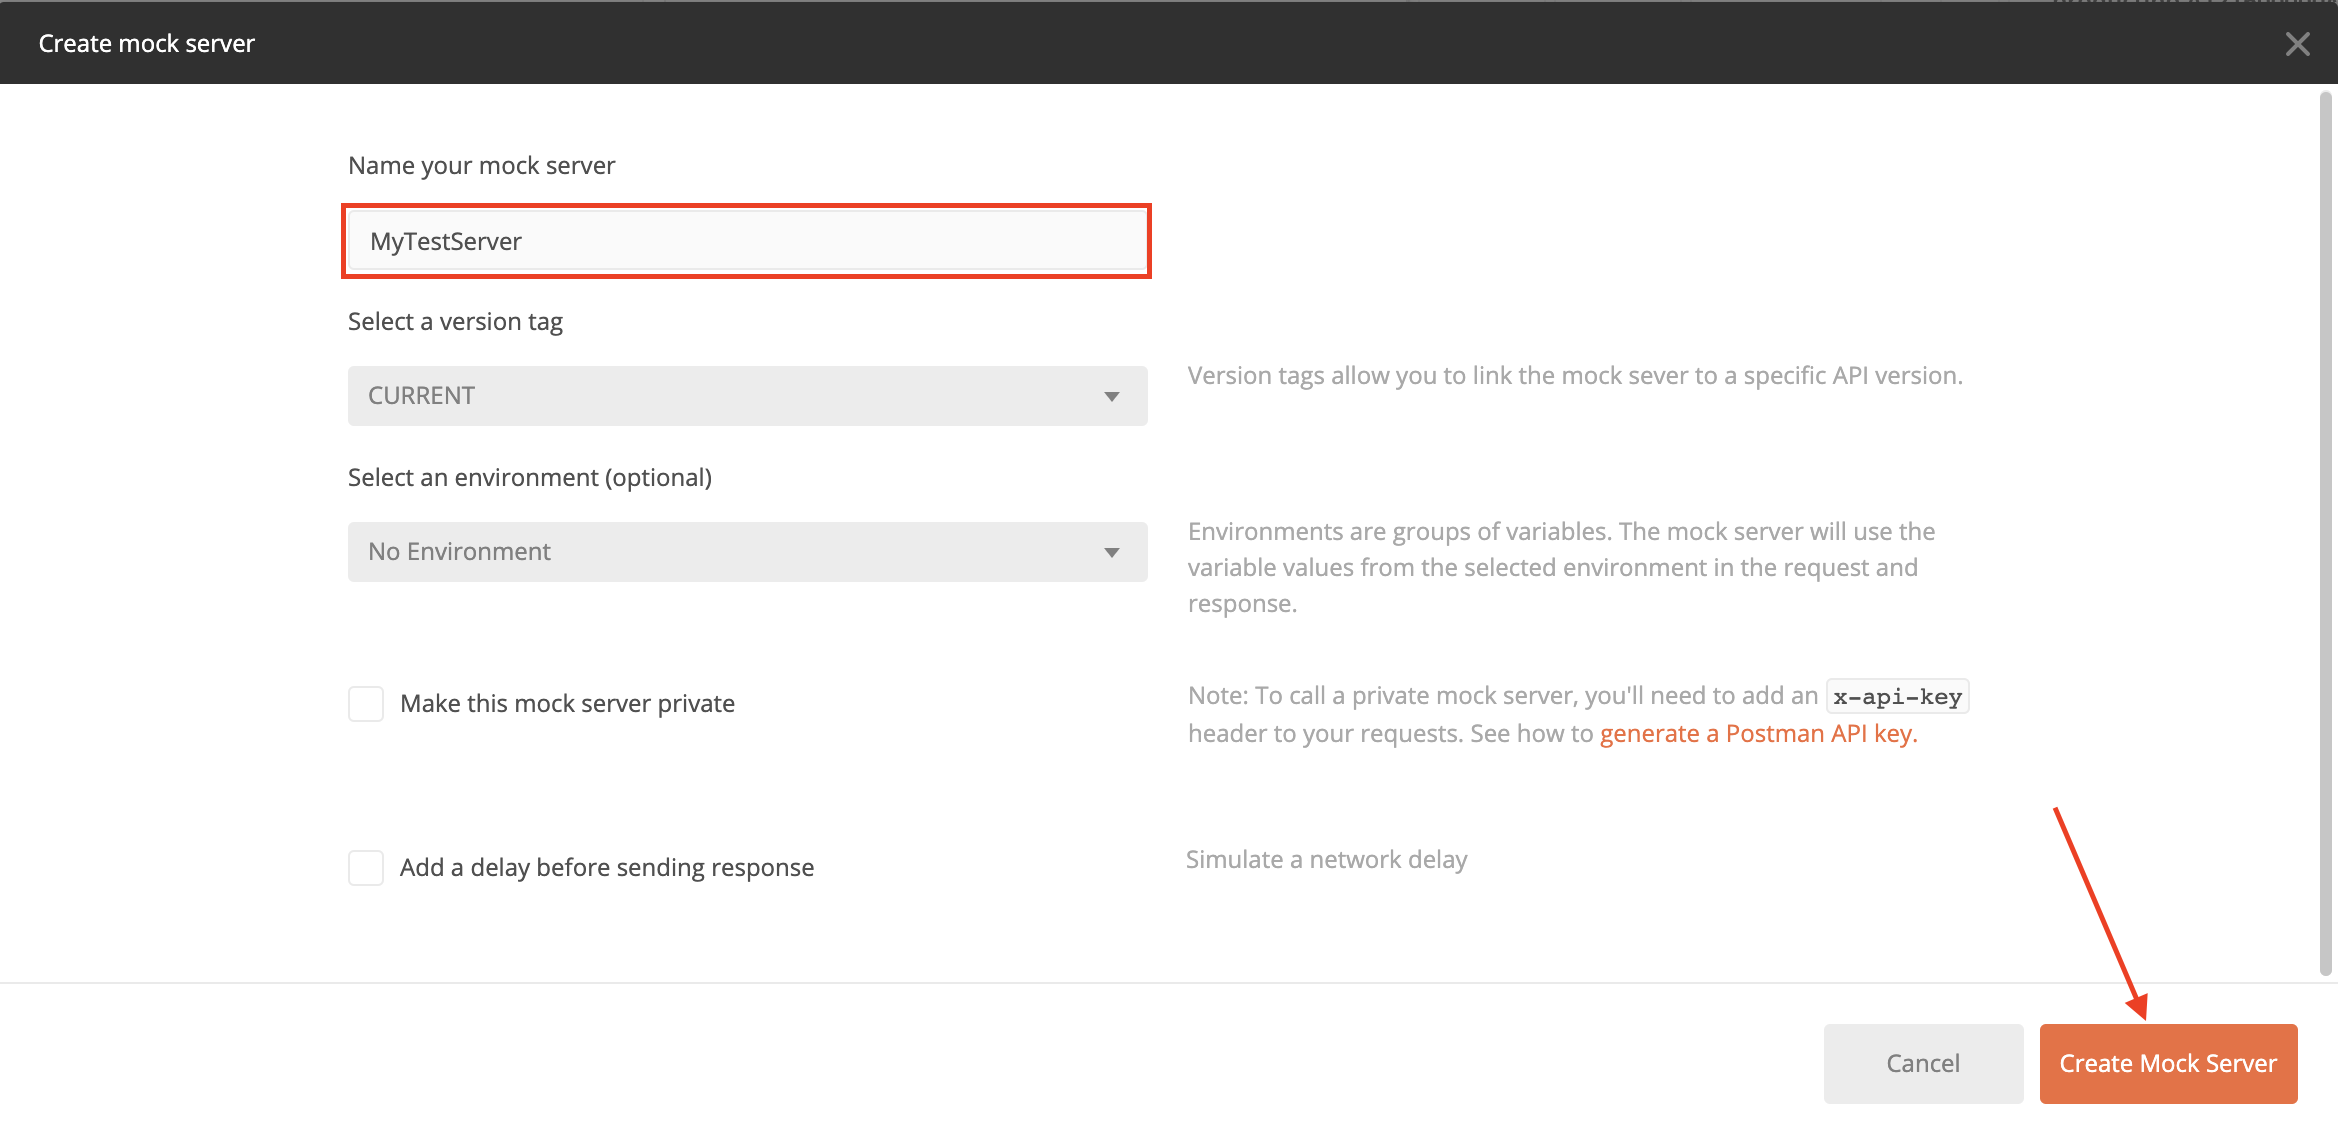 Create mock server
Name your mock server
MyTestServer
Select a version tag
CURRENT
Version tags allow you to link the mock sever to a specific API version.
Select an environment (optional)
No Environment
Environments are groups of variables. The mock server will use the
variable values from the selected environment in the request and
response.
Make this mock server private
Note: To call a private mock server, you'll need to add an x-api-key
header to your requests. See how to generate a Postman API key.
Add a delay before sending response
Simulate a network delay
Cancel
Create Mock Server